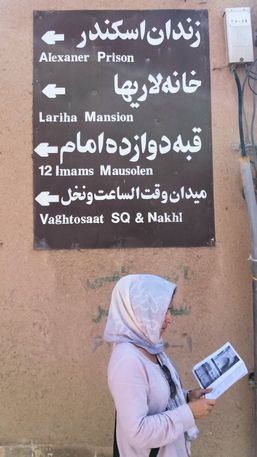 زندان اسکندر
Alexaner Prison
خانه لاریها
Lariha Mansion
قبه دوازده امام
12 Imams Mausolen
میدان وقت الساعت و نخل
Vaghtosaat SQ & Nakhl